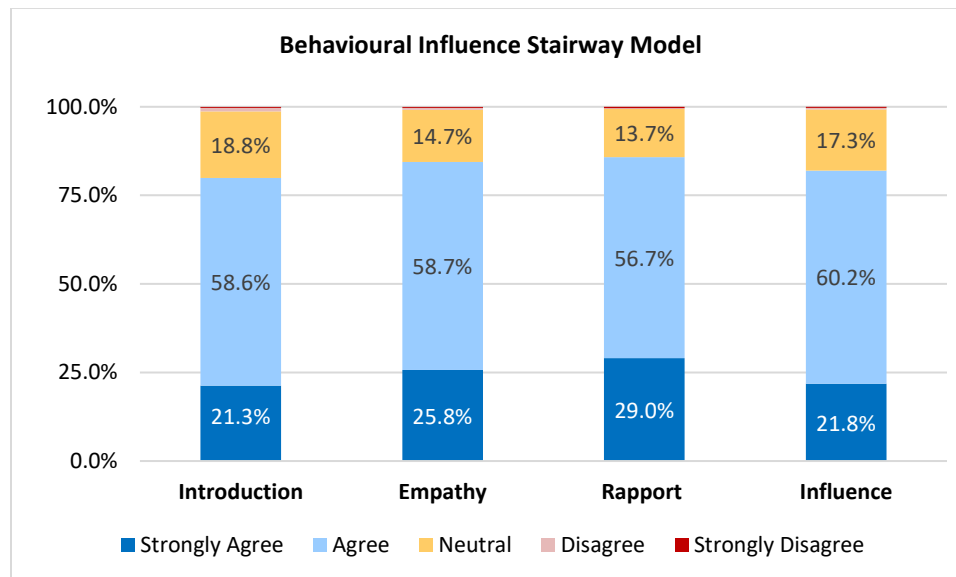 Behavioural Influence Stairway Model
100.0%
18.8% 14.7% 13.7% 17.3%
75.0%
58.6% 58.7% 56.7% 60.2%
50.0%
25.0%
21.3% 25.8% 29.0% 21.8%
0.0%
Introduction Empathy Rapport Influence
Strongly Agree Agree Neutral Disagree Strongly Disagree